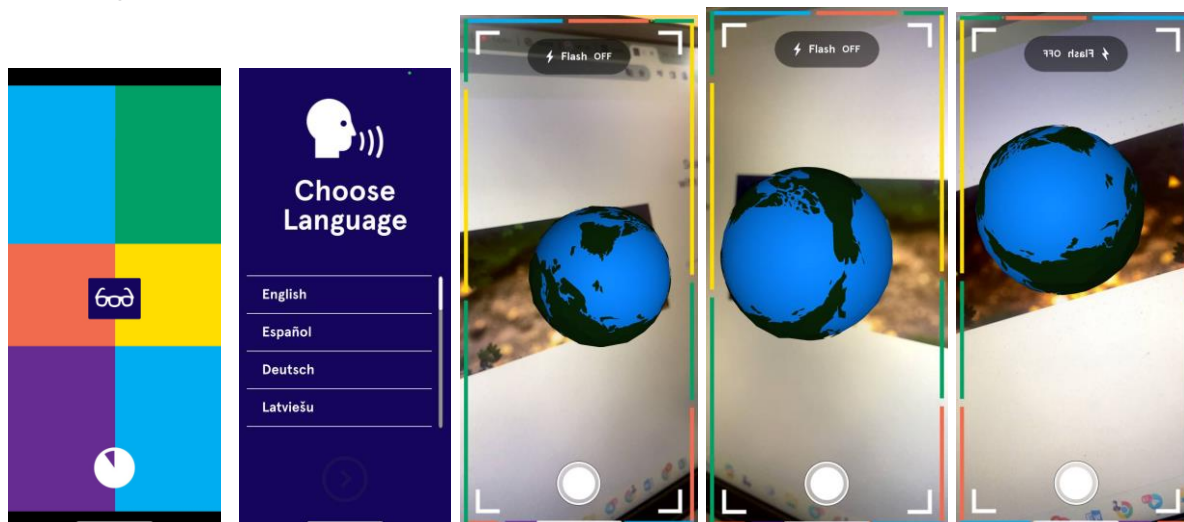 Choose
Language
English
Español
Deutsch
Latviešu
Flash OFF
Flash OFF
Flash OFF